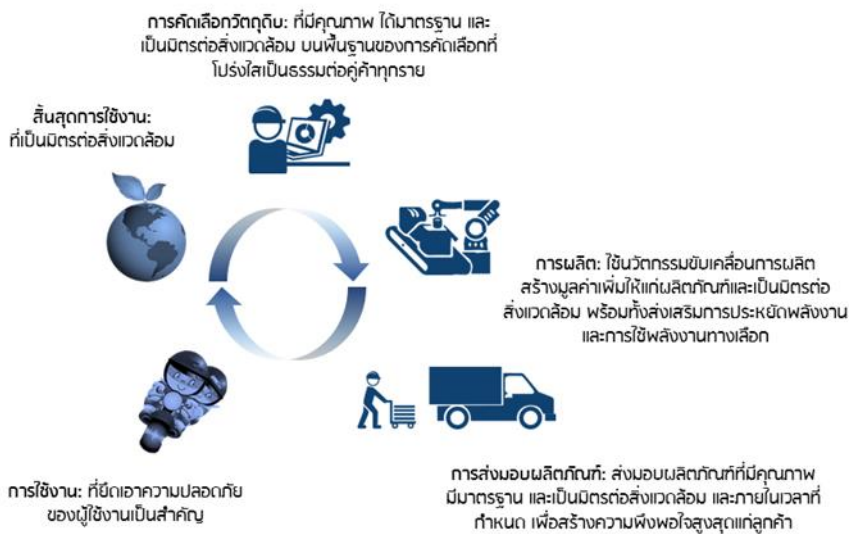 การคัดเลือกวัตถุดิบ: ที่มีคุณภาพ ได้มาตรฐาน และ
เป็นมิตรต่อสิ่งแวดล้อม บนพื้นฐานของการคัดเลือกที่
โปร่งใสเป็นธรรมต่อคู่ค้าทุกราย
สิ้นสุดการใช้งาน:
ที่เป็นมิตรต่อสิ่งแวดล้อม
การผลิต: ใช้นวัตกรรมขับเคลื่อนการผลิต
สร้างมูลค่าเพิ่มให้แก่ผลิตภัณฑ์และเป็นมิตรต่อ
สิ่งแวดล้อม พร้อมทั้งส่งเสริมการประหยัดพลังงาน
และการใช้พลังงานทางเลือก
การส่งมอบผลิตภัณฑ์: ส่งมอบผลิตภัณฑ์ที่มีคุณภาพ
มีมาตรฐาน และเป็นมิตรต่อสิ่งแวดล้อม และภายในเวลาที่
กำหนด เพื่อสร้างความพึงพอใจสูงสุดแก่ลูกค้า
การใช้งาน: ที่ยึดเอาความปลอดภัย
ของผู้ใช้งานเป็นสำคัญ